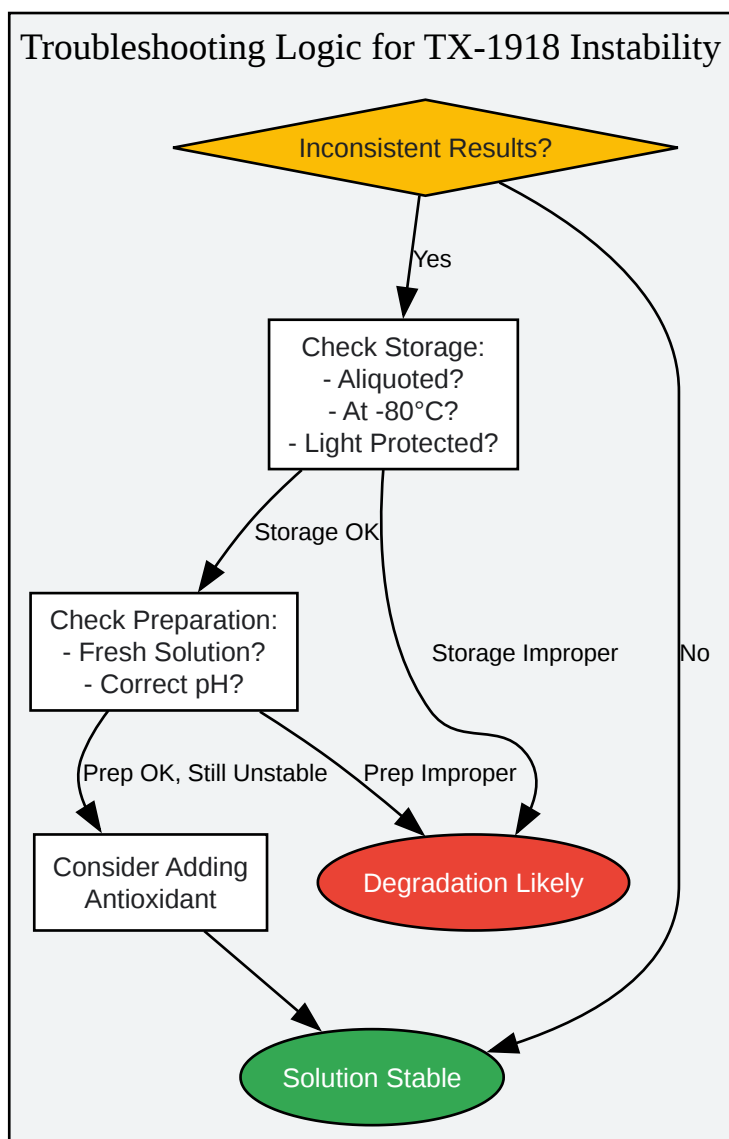 Troubleshooting Logic for TX-1918 Instability
Inconsistent Results?
Yes
Check Storage:
- Aliquoted?
- At -80°C?
- Light Protected?
Storage OK
Check Preparation:
- Fresh Solution?
- Correct pH?
Storage Improper
No
Prep OK, Still Unstable
Prep Improper
Consider Adding
Antioxidant
Degradation Likely
Solution Stable